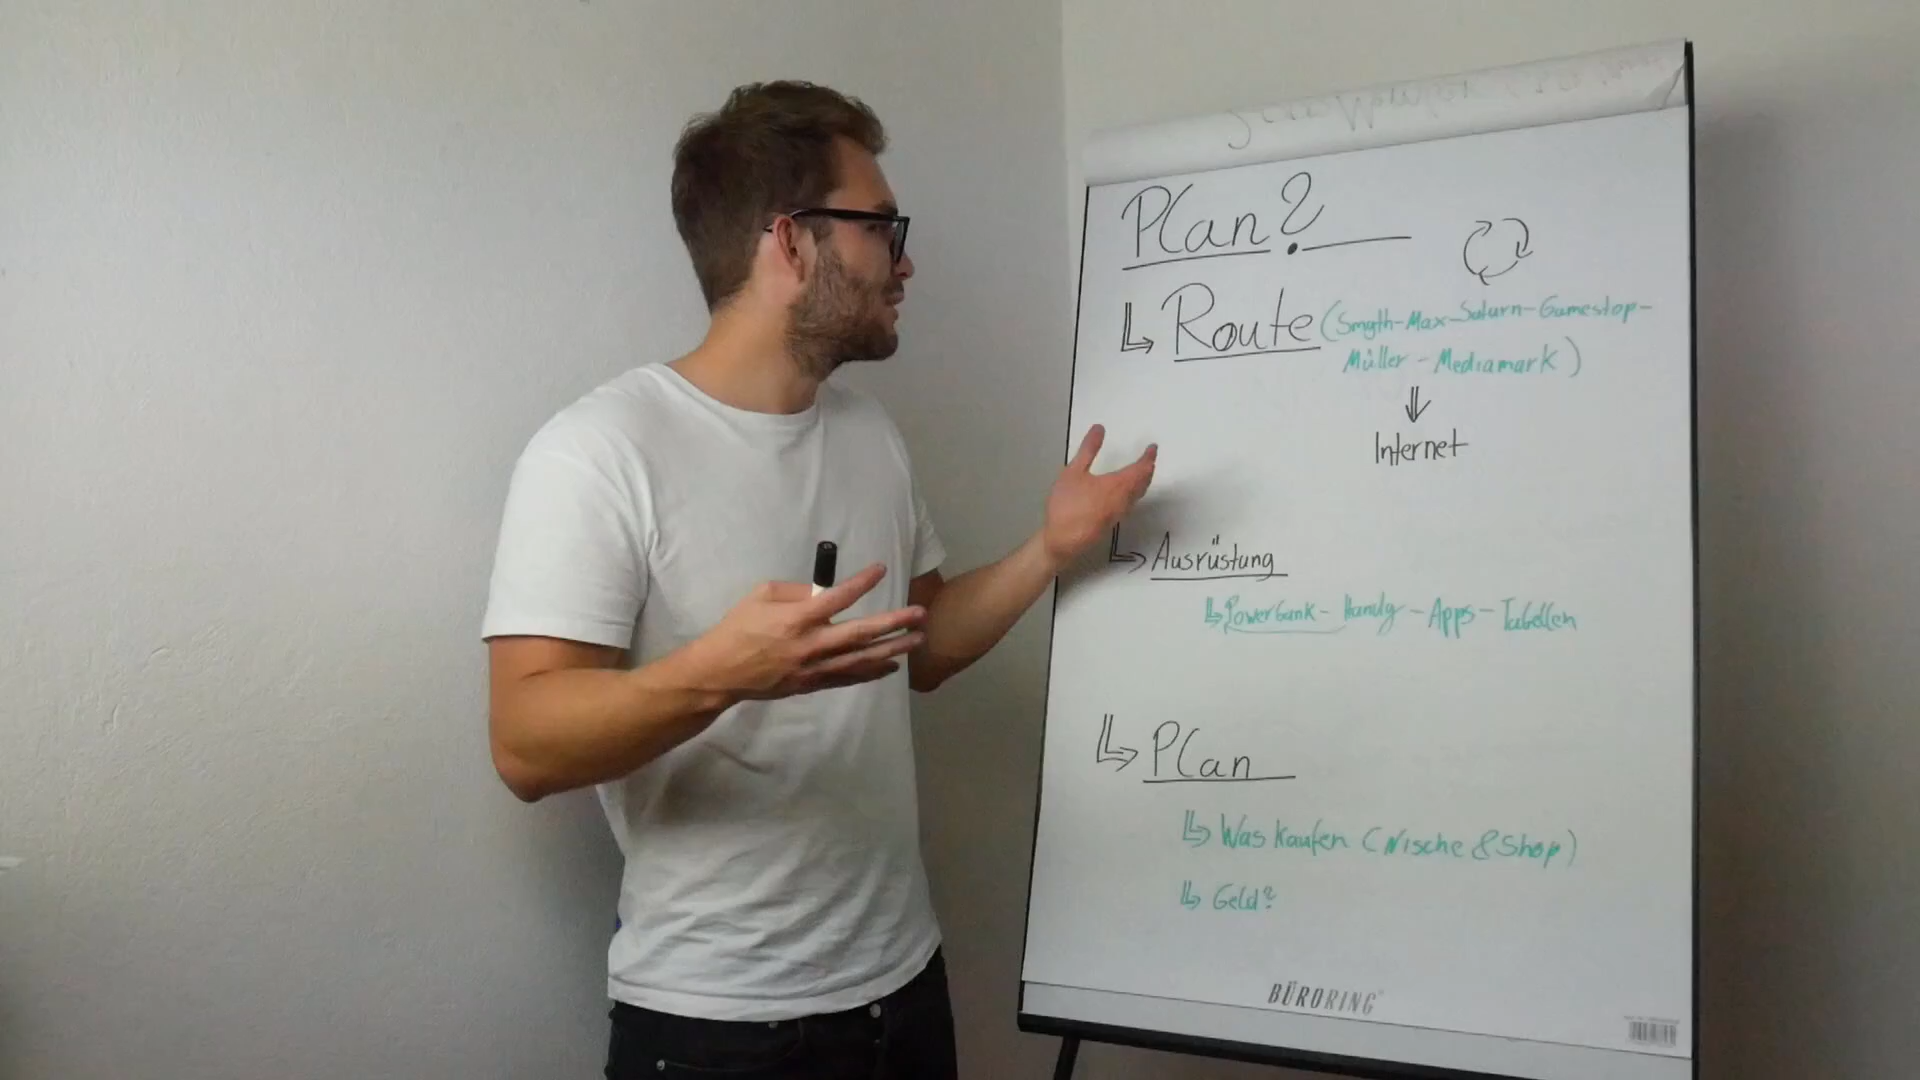 Plan?
Route (Smyth-Max-Saturn-Gamestop-
Müller - Mediamark)
Internet
Ausrüstung
Powerbank - Handy - Apps - Tabellen
Plan
Was kaufen (Nische & Shop)
Geld?
BÜRORING